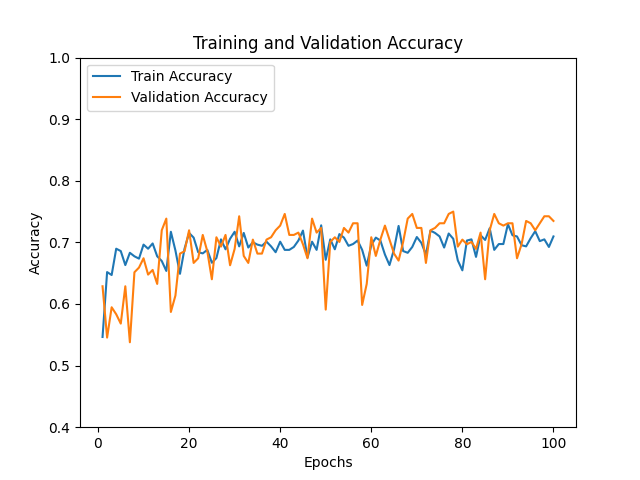 Training and Validation Accuracy
Train Accuracy
Validation Accuracy
1.0
0.9
0.8
0.7
0.6
0.5
0.4
Accuracy
0 20 40 60 80 100
Epochs